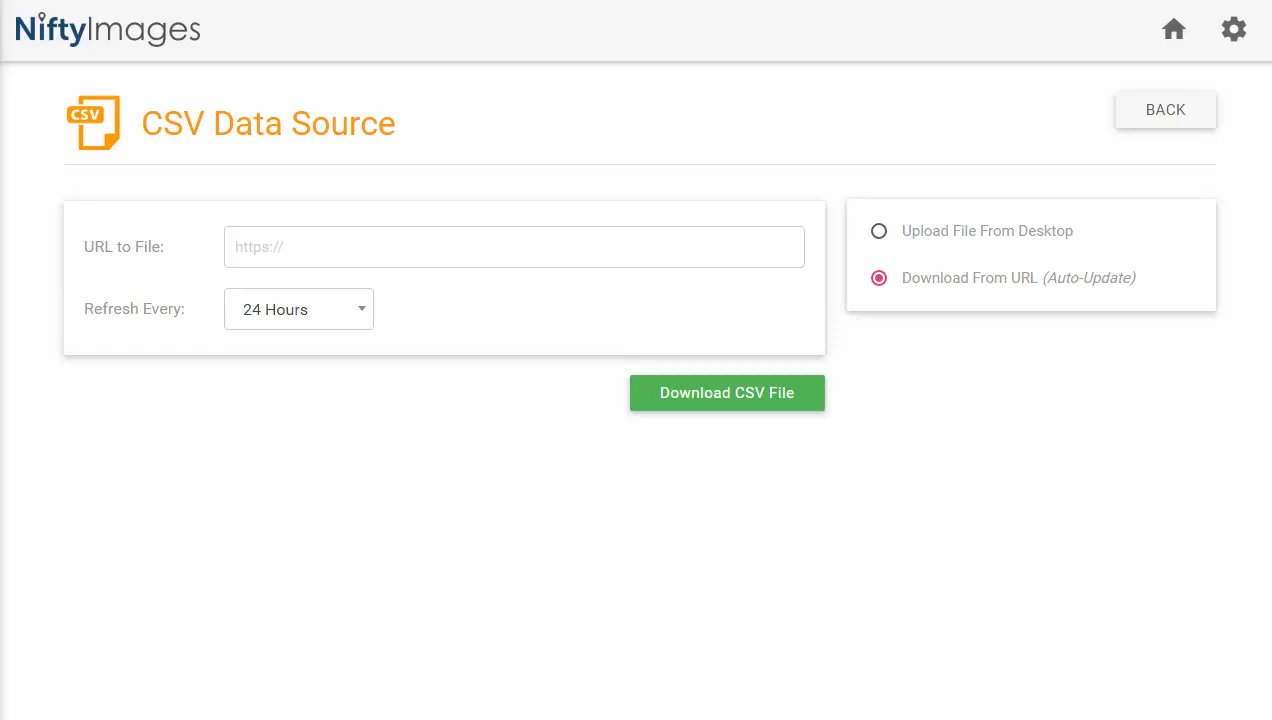 NiftyImages
CSV
CSV Data Source
BACK
URL to File:
https://
Refresh Every:
24 Hours
Upload File From Desktop
Download From URL (Auto-Update)
Download CSV File